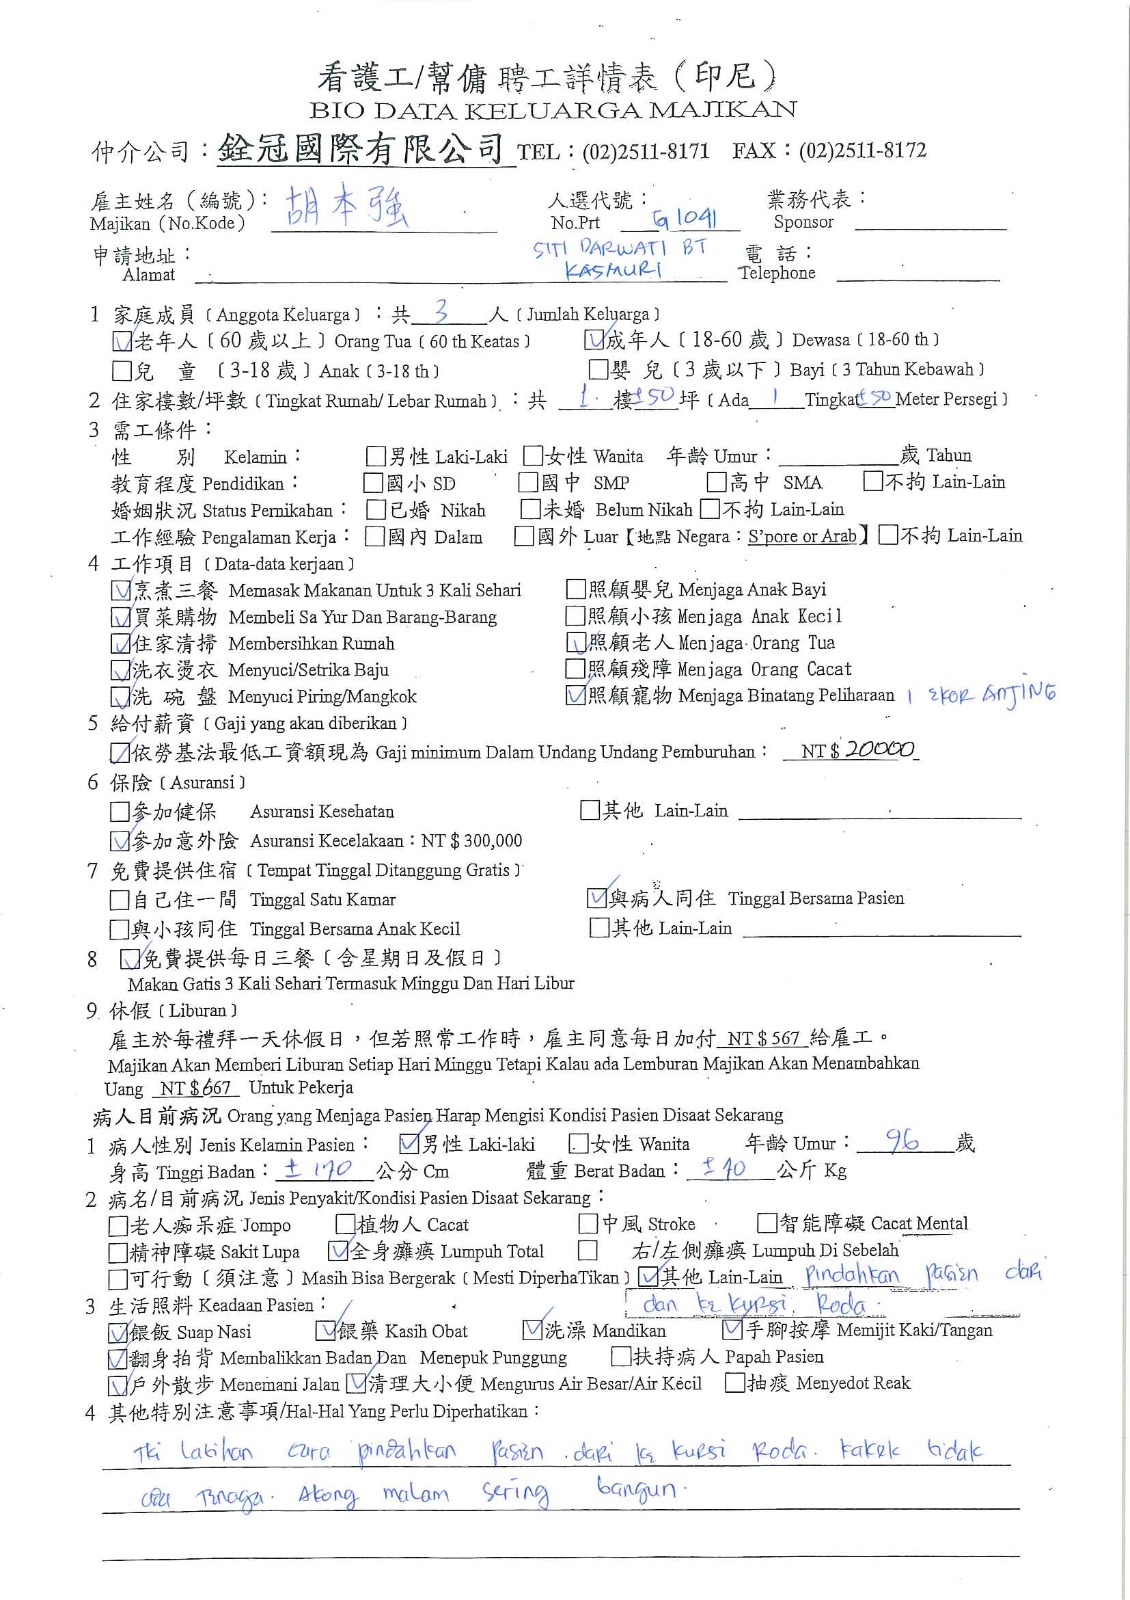 看護工/幫傭 聘工詳情表（印尼）
BIO DATA KELUARGA MAJIKAN
仲介公司：銓冠國際有限公司 TEL：(02)2511-8171 FAX：(02)2511-8172
雇主姓名（編號）： 胡本強 人選代號： 業務代表：
Majikan（No.Kode） No.Prt G1041 Sponsor
申請地址： SITI DARWATI BT 電 話：
Alamat KASMURI Telephone
1 家庭成員﹝Anggota Keluarga﹞：共 3 人﹝Jumlah Keluarga﹞
☑老年人﹝60 歲以上﹞Orang Tua﹝60 th Keatas﹞ ☑成年人﹝18-60 歲﹞Dewasa﹝18-60 th﹞
☐兒 童﹝3-18 歲﹞Anak﹝3-18 th﹞ ☐嬰 兒﹝3 歲以下﹞Bayi﹝3 Tahun Kebawah﹞
2 住家樓數/坪數﹝Tingkat Rumah/ Lebar Rumah﹞：共 1. 樓 ±50 坪﹝Ada 1 Tingkat ±50 Meter Persegi﹞
3 需工條件：
性 別 Kelamin： ☐男性 Laki-Laki ☐女性 Wanita 年齡 Umur： 歲 Tahun
教育程度 Pendidikan： ☐國小 SD ☐國中 SMP ☐高中 SMA ☐不拘 Lain-Lain
婚姻狀況 Status Pernikahan： ☐已婚 Nikah ☐未婚 Belum Nikah ☐不拘 Lain-Lain
工作經驗 Pengalaman Kerja： ☐國內 Dalam ☐國外 Luar【地點 Negara：S'pore or Arab】☐不拘 Lain-Lain
4 工作項目﹝Data-data kerjaan﹞
☑烹煮三餐 Memasak Makanan Untuk 3 Kali Sehari ☐照顧嬰兒 Menjaga Anak Bayi
☑買菜購物 Membeli Sa Yur Dan Barang-Barang ☐照顧小孩 Menjaga Anak Kecil
☑住家清掃 Membersihkan Rumah ☑照顧老人 Menjaga Orang Tua
☑洗衣燙衣 Menyuci/Setrika Baju ☐照顧殘障 Menjaga Orang Cacat
☑洗 碗 盤 Menyuci Piring/Mangkok ☑照顧寵物 Menjaga Binatang Peliharaan 1 EKOR ANJING
5 給付薪資﹝Gaji yang akan diberikan﹞
☑依勞基法最低工資額現為 Gaji minimum Dalam Undang Undang Pemburuhan： NT＄20000
6 保險﹝Asuransi﹞
☐參加健保 Asuransi Kesehatan ☐其他 Lain-Lain
☑參加意外險 Asuransi Kecelakaan：NT＄300,000
7 免費提供住宿﹝Tempat Tinggal Ditanggung Gratis﹞
☐自己住一間 Tinggal Satu Kamar ☑與病人同住 Tinggal Bersama Pasien
☐與小孩同住 Tinggal Bersama Anak Kecil ☐其他 Lain-Lain
8 ☑免費提供每日三餐﹝含星期日及假日﹞
Makan Gatis 3 Kali Sehari Termasuk Minggu Dan Hari Libur
9 休假﹝Liburan﹞
雇主於每禮拜一天休假日，但若照常工作時，雇主同意每日加付 NT＄567 給雇工。
Majikan Akan Memberi Liburan Setiap Hari Minggu Tetapi Kalau ada Lemburan Majikan Akan Menambahkan
Uang NT＄667 Untuk Pekerja
病人目前病況 Orang yang Menjaga Pasien Harap Mengisi Kondisi Pasien Disaat Sekarang
1 病人性別 Jenis Kelamin Pasien： ☑男性 Laki-laki ☐女性 Wanita 年齡 Umur： 96 歲
身高 Tinggi Badan：± 170 公分 Cm 體重 Berat Badan： ± 70 公斤 Kg
2 病名/目前病況 Jenis Penyakit/Kondisi Pasien Disaat Sekarang：
☐老人痴呆症 Jompo ☐植物人 Cacat ☐中風 Stroke ☐智能障礙 Cacat Mental
☐精神障礙 Sakit Lupa ☑全身癱瘓 Lumpuh Total ☐ 右/左側癱瘓 Lumpuh Di Sebelah
☐可行動﹝須注意﹞Masih Bisa Bergerak﹝Mesti DiperhaTikan﹞☑其他 Lain-Lain Pindahkan pasien dari
dan ke kursi Roda.
3 生活照料 Keadaan Pasien：
☑餵飯 Suap Nasi ☑餵藥 Kasih Obat ☑洗澡 Mandikan ☑手腳按摩 Memijit Kaki/Tangan
☑翻身拍背 Membalikkan Badan Dan Menepuk Punggung ☐扶持病人 Papah Pasien
☑戶外散步 Menemani Jalan ☑清理大小便 Mengurus Air Besar/Air Kecil ☐抽痰 Menyedot Reak
4 其他特別注意事項/Hal-Hal Yang Perlu Diperhatikan：
Tki latihan cara pindahkan pasien dari ke kursi Roda. kakek tidak
ada Tenaga. Akong malam sering bangun.